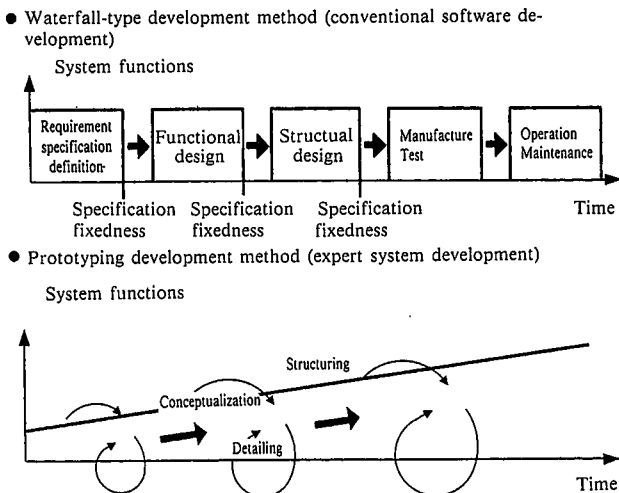 ● Waterfall-type development method (conventional software de-
velopment)
System functions
Requirement
specification
definition-
Functional
design
Structual
design
Manufacture
Test
Operation
Maintenance
Specification
fixedness
Specification
fixedness
Specification
fixedness
Time
● Prototyping development method (expert system development)
System functions
Structuring
Conceptualization
Detailing
Time